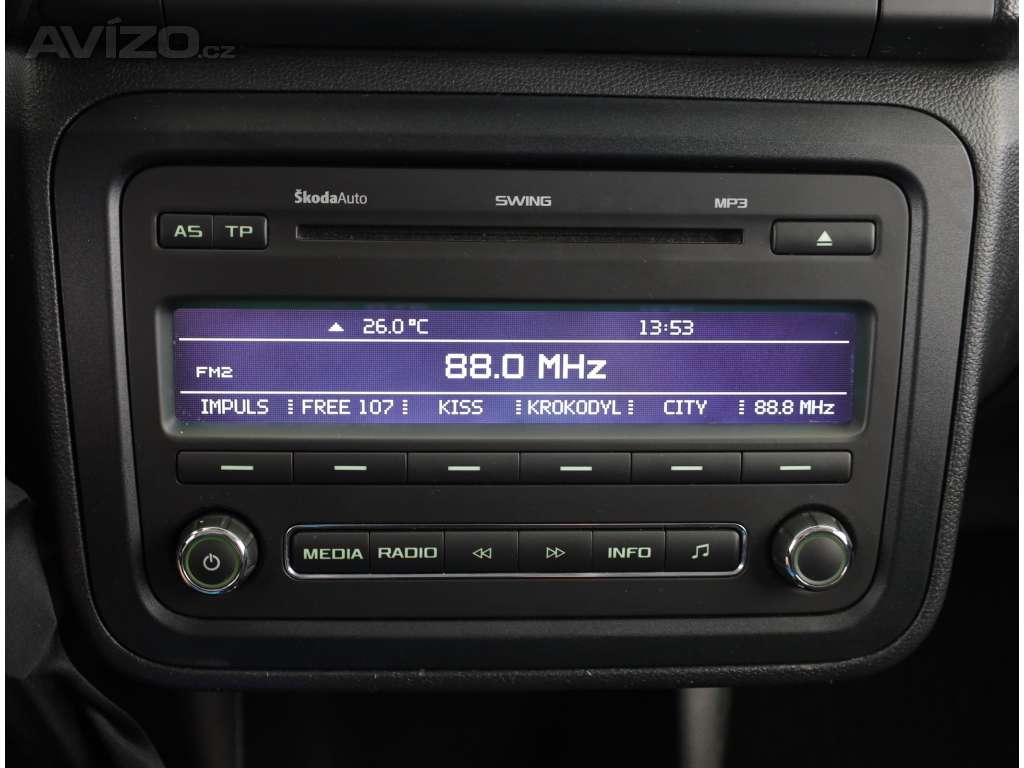 AVÍZO.cz
ŠkodaAuto SWING MP3
AS TP
26.0°C 13:53
FM2 88.0 MHz
IMPULS FREE 107 KISS KROKODYL CITY 88.8 MHz
MEDIA RADIO INFO